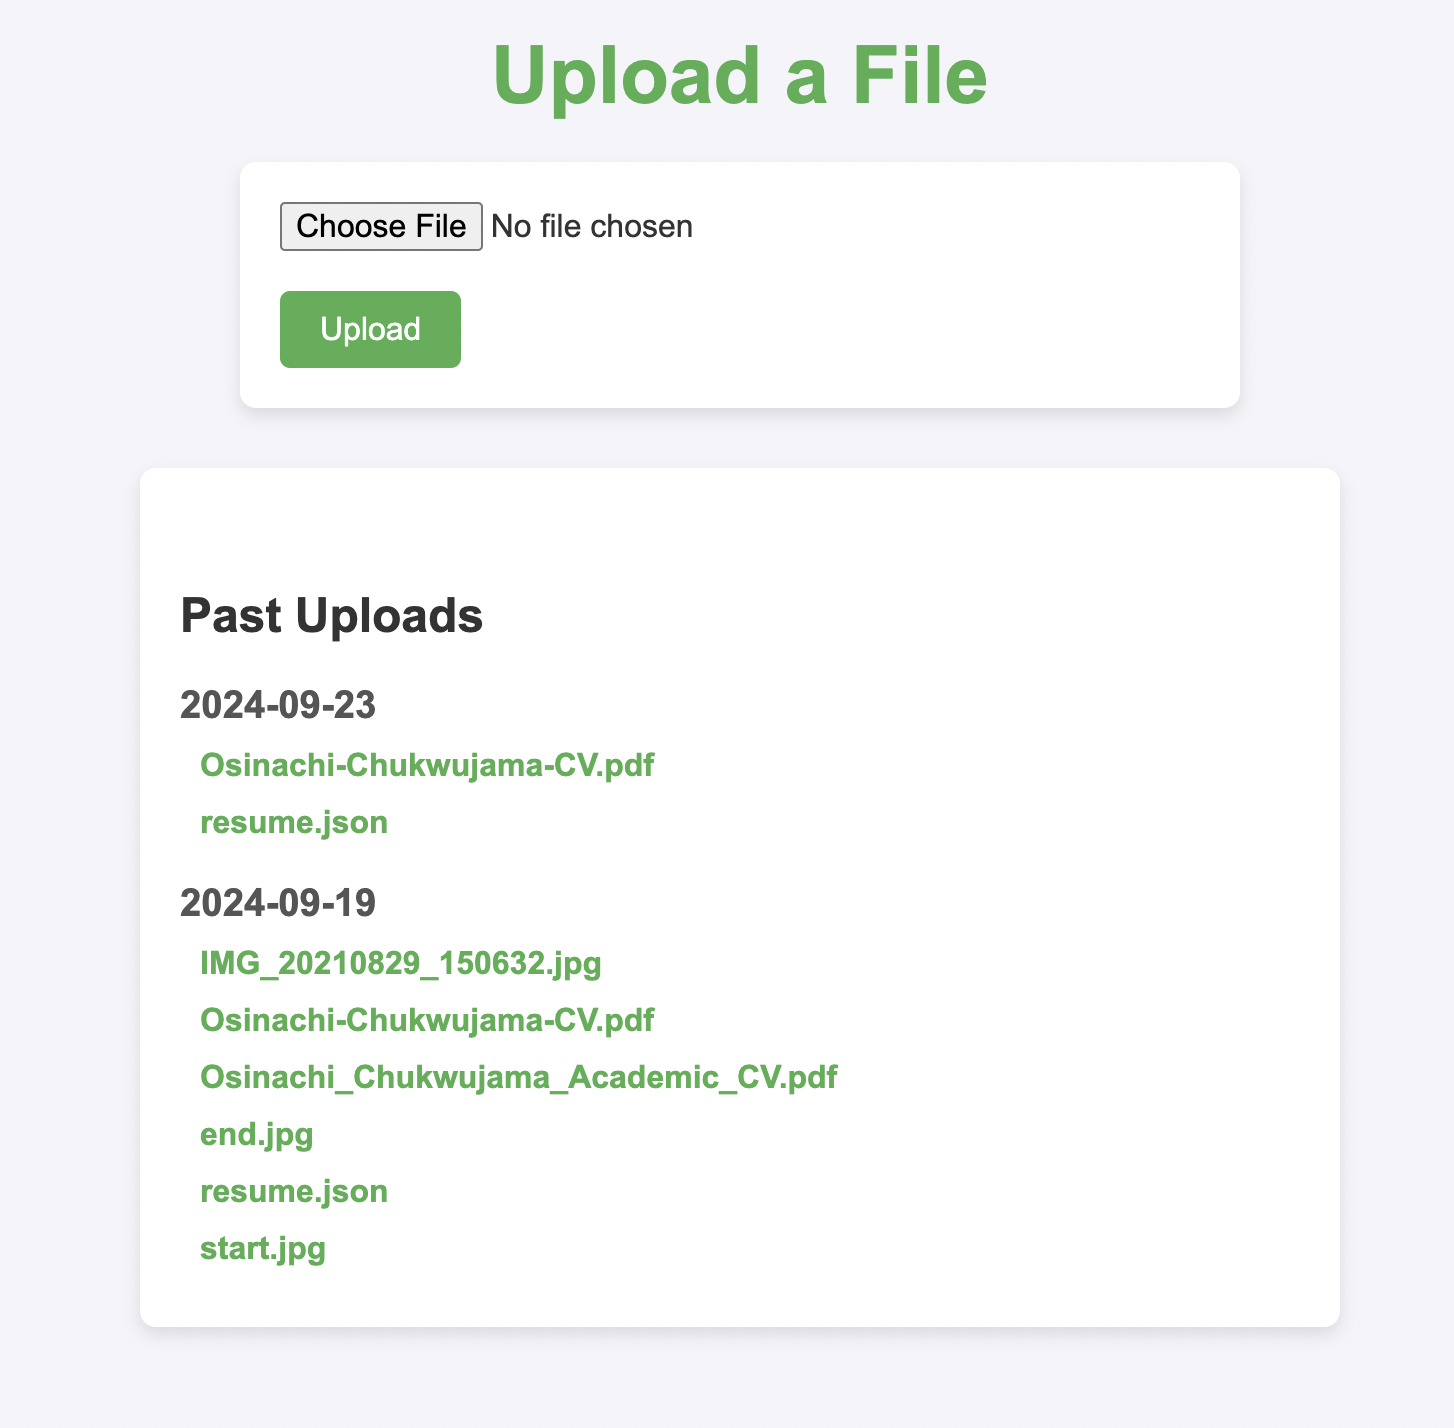 Upload a File
Choose File No file chosen
Upload
Past Uploads
2024-09-23
Osinachi-Chukwujama-CV.pdf
resume.json
2024-09-19
IMG_20210829_150632.jpg
Osinachi-Chukwujama-CV.pdf
Osinachi_Chukwujama_Academic_CV.pdf
end.jpg
resume.json
start.jpg